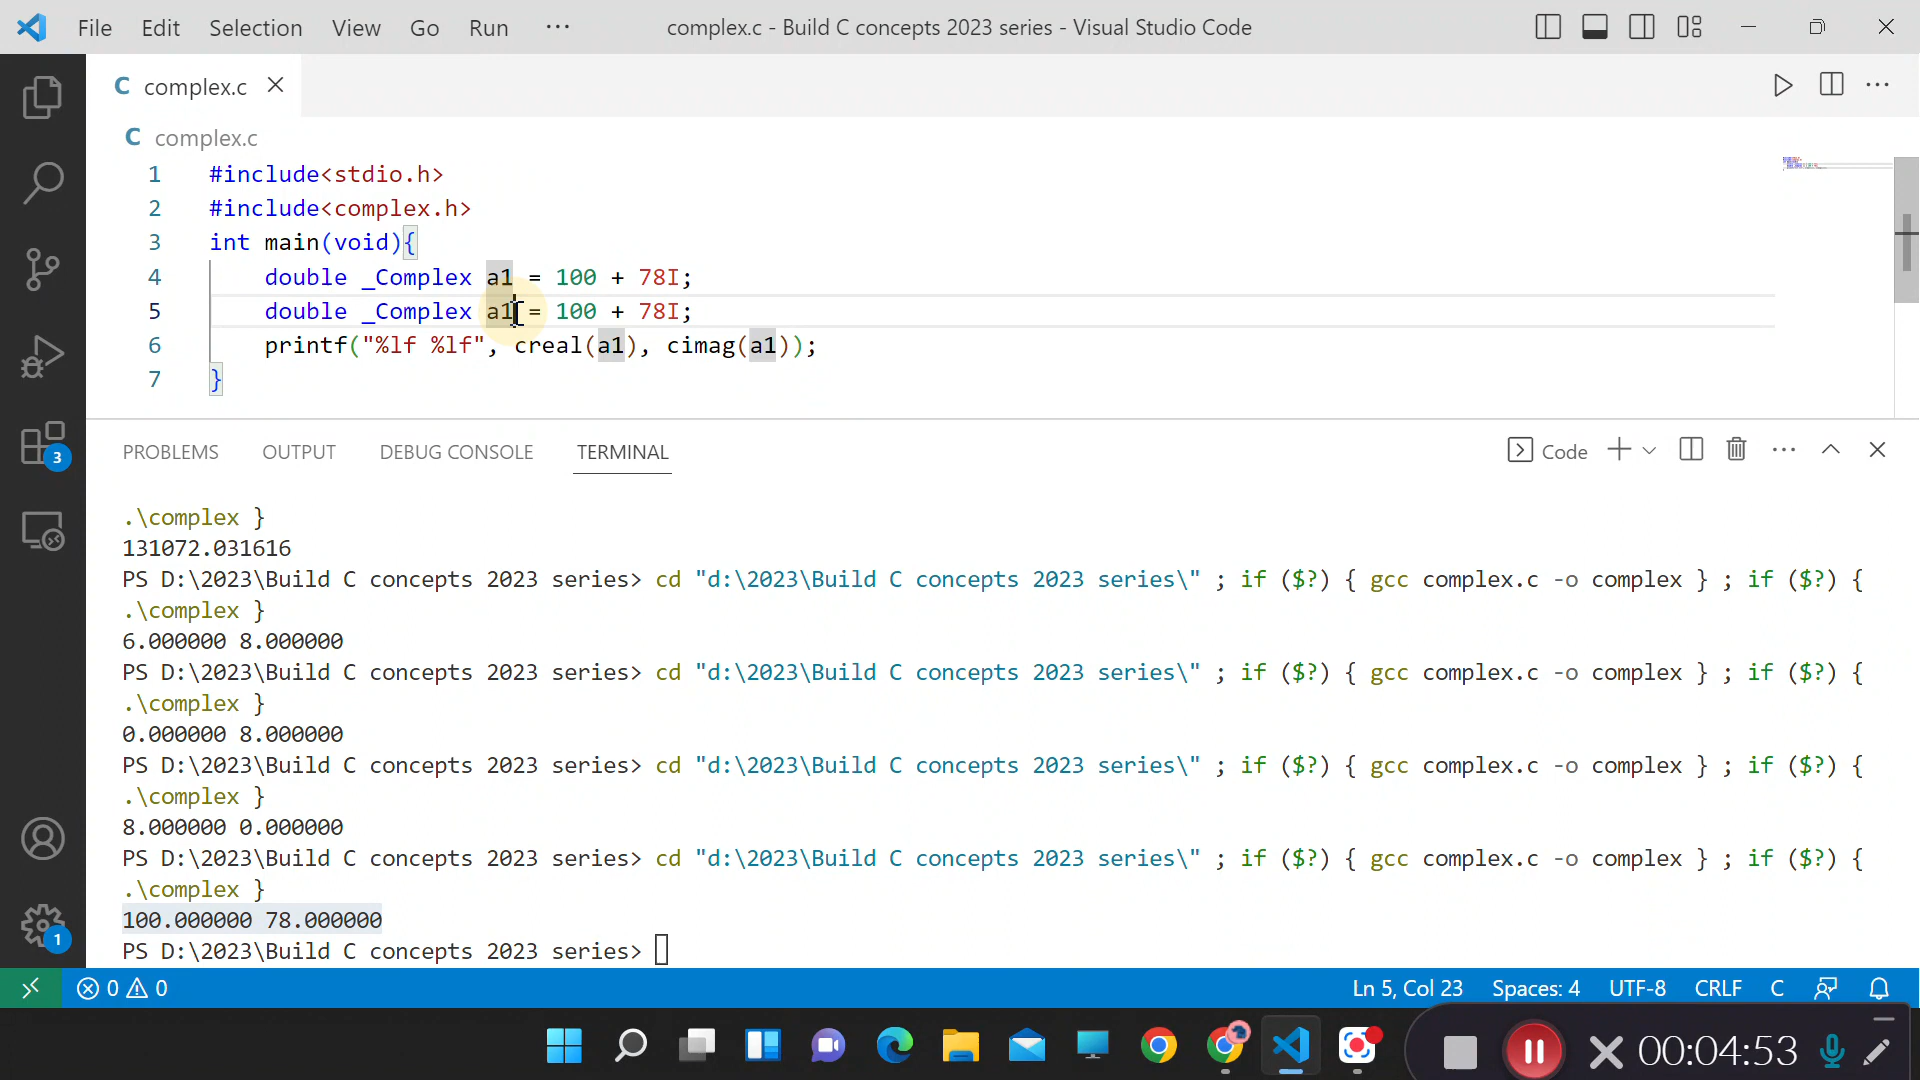 File Edit Selection View Go Run ··· complex.c - Build C concepts 2023 series - Visual Studio Code
C complex.c
C complex.c
1 #include<stdio.h>
2 #include<complex.h>
3 int main(void){
4 double _Complex a1 = 100 + 78I;
5 double _Complex a1 = 100 + 78I;
6 printf("%lf %lf", creal(a1), cimag(a1));
7 }
PROBLEMS OUTPUT DEBUG CONSOLE TERMINAL Code
.\complex }
131072.031616
PS D:\2023\Build C concepts 2023 series> cd "d:\2023\Build C concepts 2023 series\" ; if ($?) { gcc complex.c -o complex } ; if ($?) {
.\complex }
6.000000 8.000000
PS D:\2023\Build C concepts 2023 series> cd "d:\2023\Build C concepts 2023 series\" ; if ($?) { gcc complex.c -o complex } ; if ($?) {
.\complex }
0.000000 8.000000
PS D:\2023\Build C concepts 2023 series> cd "d:\2023\Build C concepts 2023 series\" ; if ($?) { gcc complex.c -o complex } ; if ($?) {
.\complex }
8.000000 0.000000
PS D:\2023\Build C concepts 2023 series> cd "d:\2023\Build C concepts 2023 series\" ; if ($?) { gcc complex.c -o complex } ; if ($?) {
.\complex }
100.000000 78.000000
PS D:\2023\Build C concepts 2023 series>
3
1
0 0 Ln 5, Col 23 Spaces: 4 UTF-8 CRLF C
00:04:53